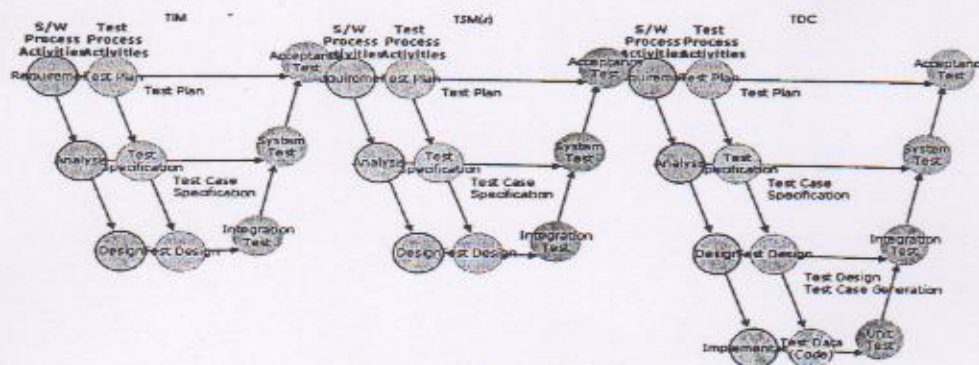 TIM
S/W Process Activities
Test Process Activities
Requireme
Test Plan
Acceptance Test
Test Plan
Analysis
Test Specification
System Test
Test Case Specification
Design
Test Design
Integration Test
TSM(r)
S/W Process Activities
Test Process Activities
equireme
Test Plan
Acceptance Test
Test Plan
Analysis
Test Specification
System Test
Test Case Specification
Design
Test Design
Integration Test
TDC
S/W Process Activities
Test Process Activities
equireme
Test Plan
Acceptance Test
Test Plan
Analysis
Test Specification
System Test
Test Case Specification
Design
Test Design
Integration Test
Test Design
Test Case Generation
Implement
Test Data (Code)
Unit Test